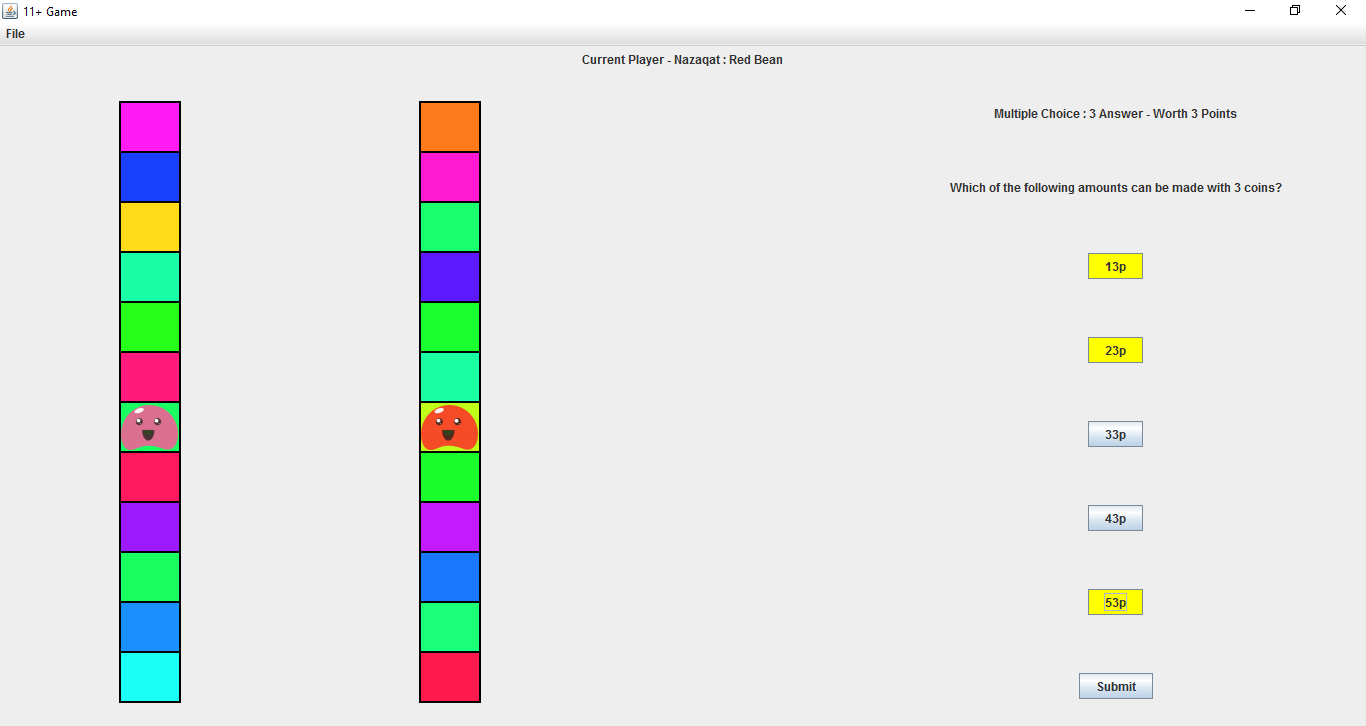 11+ Game
File
Current Player - Nazaqat : Red Bean
Multiple Choice : 3 Answer - Worth 3 Points
Which of the following amounts can be made with 3 coins?
13p
23p
33p
43p
53p
Submit